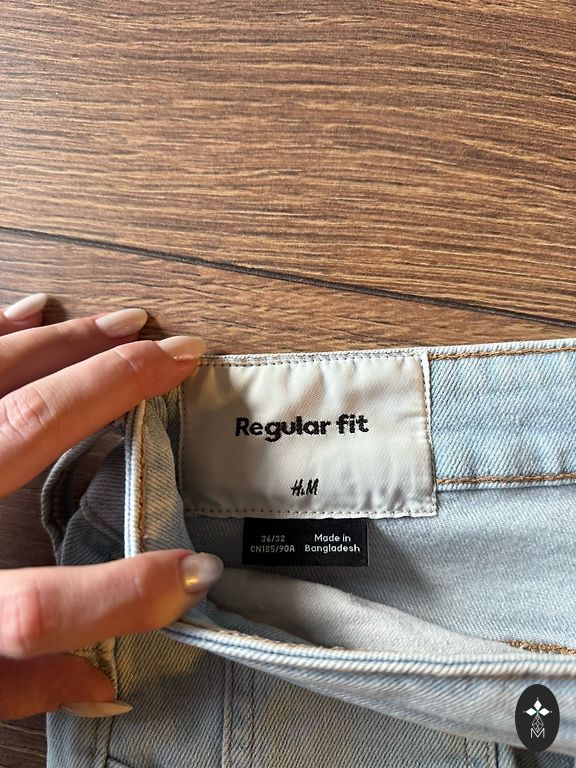 Regular fit
H&M
36/32
CN185/90A
Made in
Bangladesh